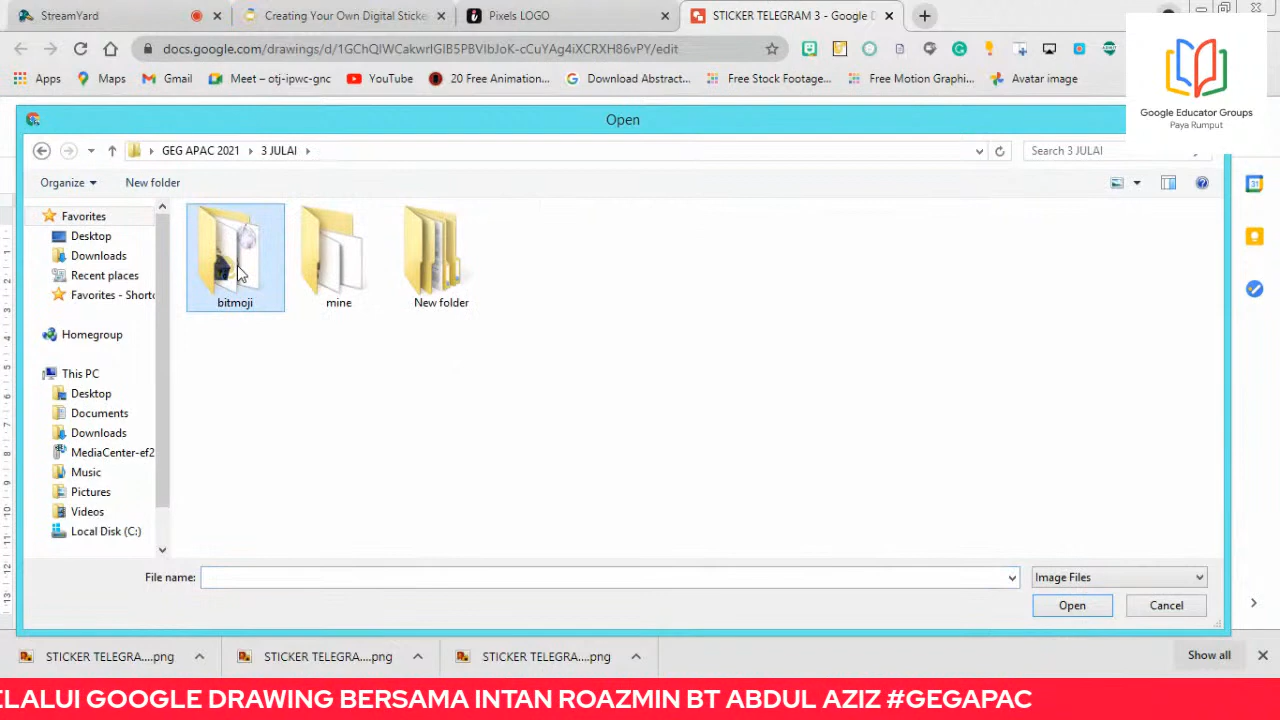 StreamYard
Creating Your Own Digital Sticke
Pixels LOGO
STICKER TELEGRAM 3 - Google D
docs.google.com/drawings/d/1GChQIWCakwrIGIB5PBVIbJoK-cCuYAg4iXCRXH86vPY/edit
Apps
Maps
Gmail
Meet – otj-ipwc-gnc
YouTube
20 Free Animation...
Download Abstract...
Free Stock Footage...
Free Motion Graphi...
Avatar image
Google Educator Groups
Paya Rumput
Open
GEG APAC 2021
3 JULAI
Search 3 JULAI
Organize
New folder
Favorites
Desktop
Downloads
Recent places
Favorites - Shortc
Homegroup
This PC
Desktop
Documents
Downloads
MediaCenter-ef2
Music
Pictures
Videos
Local Disk (C:)
bitmoji
mine
New folder
File name:
Image Files
Open
Cancel
STICKER TELEGRA....png
STICKER TELEGRA....png
STICKER TELEGRA....png
Show all
ELALUI GOOGLE DRAWING BERSAMA INTAN ROAZMIN BT ABDUL AZIZ #GEGAPAC